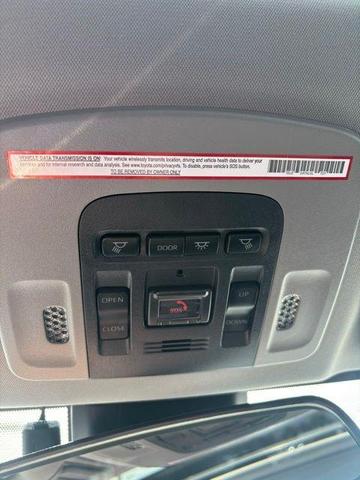 VEHICLE DATA TRANSMISSION IS ON! Your vehicle wirelessly transmits location, driving and vehicle health data to deliver your
services and for internal research and data analysis. See www.toyota.com/privacyvts. To disable, press vehicle's SOS button.
TO BE REMOVED BY OWNER ONLY
DOOR
OPEN
UP
SOS
CLOSE
DOWN